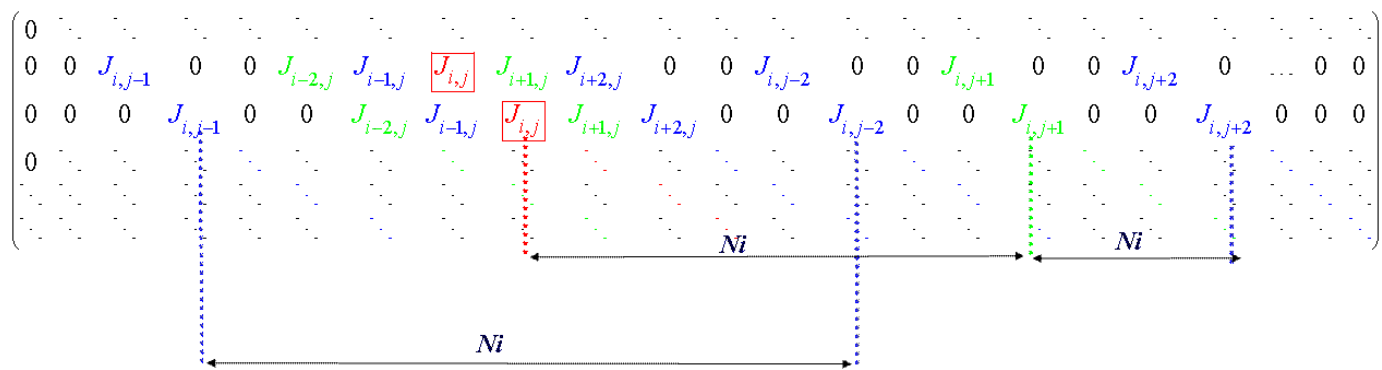 0
0 0 J_{i,j-1} 0 0 J_{i-2,j} J_{i-1,j} J_{i,j} J_{i+1,j} J_{i+2,j} 0 0 J_{i,j-2} 0 0 J_{i,j+1} 0 0 J_{i,j+2} 0 ... 0 0
0 0 0 J_{i,j-1} 0 0 J_{i-2,j} J_{i-1,j} J_{i,j} J_{i+1,j} J_{i+2,j} 0 0 J_{i,j-2} 0 0 J_{i,j+1} 0 0 J_{i,j+2} 0 0 0
0
Ni Ni
Ni